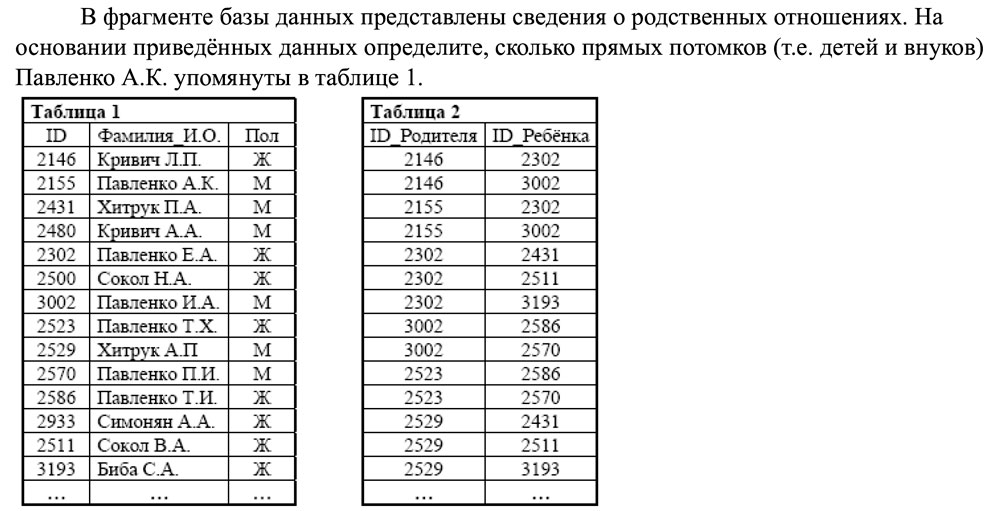 В фрагменте базы данных представлены сведения о родственных отношениях. На
основании приведённых данных определите, сколько прямых потомков (т.е. детей и внуков)
Павленко А.К. упомянуты в таблице 1.
Таблица 1
ID Фамилия_И.О. Пол
2146 Кривич Л.П. Ж
2155 Павленко А.К. М
2431 Хитрук П.А. М
2480 Кривич А.А. М
2302 Павленко Е.А. Ж
2500 Сокол Н.А. Ж
3002 Павленко И.А. М
2523 Павленко Т.Х. Ж
2529 Хитрук А.П М
2570 Павленко П.И. М
2586 Павленко Т.И. Ж
2933 Симонян А.А. Ж
2511 Сокол В.А. Ж
3193 Биба С.А. Ж
... ... ...
Таблица 2
ID_Родителя ID_Ребёнка
2146 2302
2146 3002
2155 2302
2155 3002
2302 2431
2302 2511
2302 3193
3002 2586
3002 2570
2523 2586
2523 2570
2529 2431
2529 2511
2529 3193
... ...